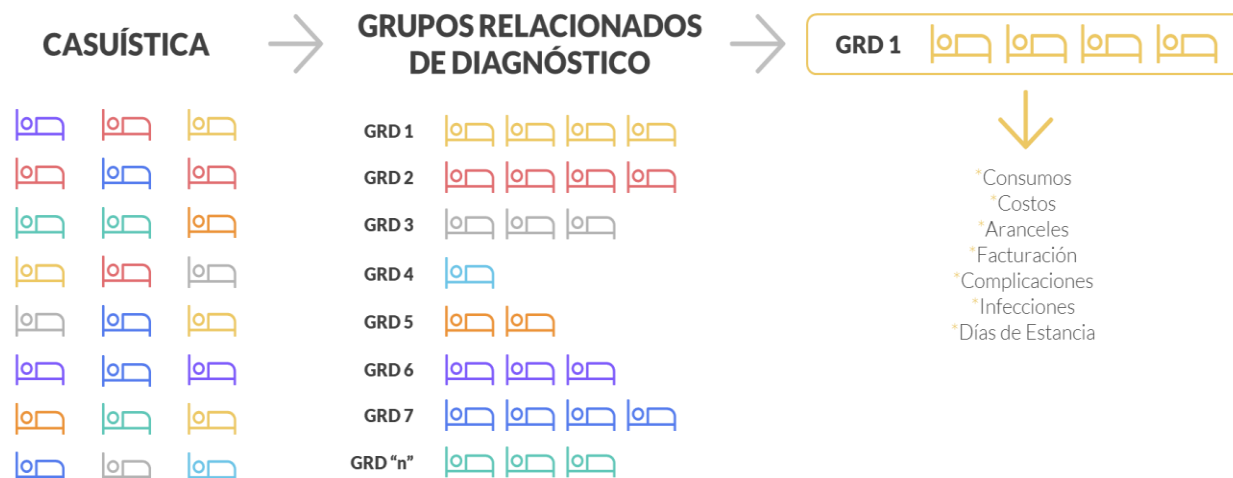 CASUÍSTICA
GRUPOS RELACIONADOS
DE DIAGNÓSTICO
GRD 1
GRD 2
GRD 3
GRD 4
GRD 5
GRD 6
GRD 7
GRD “n”
GRD 1
*Consumos
*Costos
*Aranceles
*Facturación
*Complicaciones
*Infecciones
*Días de Estancia